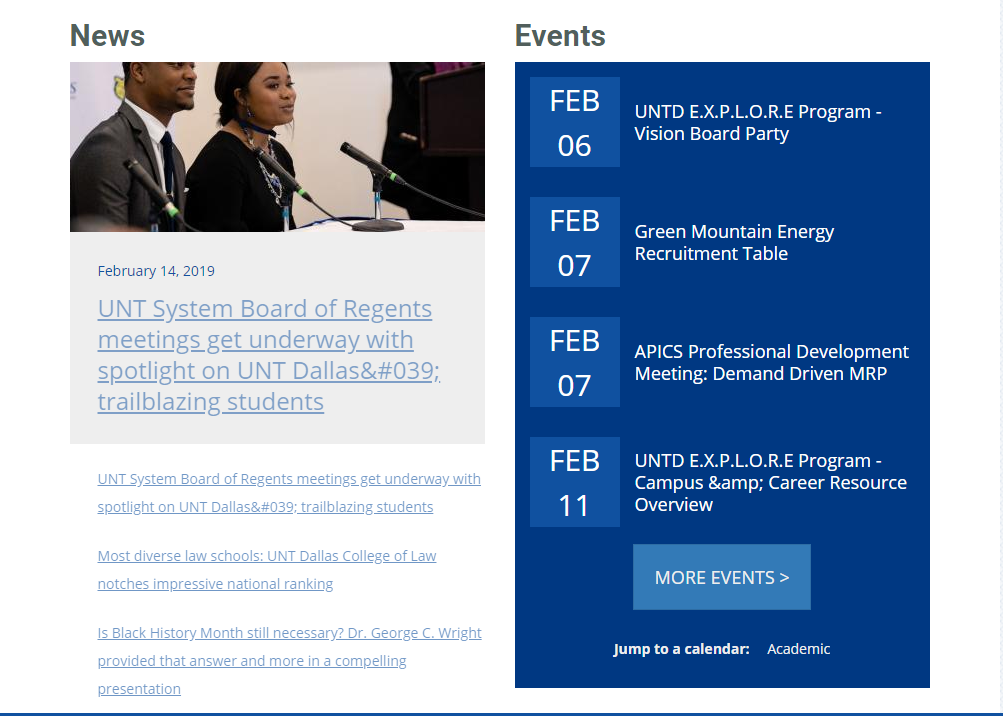 News
February 14, 2019
UNT System Board of Regents
meetings get underway with
spotlight on UNT Dallas&#039;
trailblazing students
UNT System Board of Regents meetings get underway with
spotlight on UNT Dallas&#039; trailblazing students
Most diverse law schools: UNT Dallas College of Law
notches impressive national ranking
Is Black History Month still necessary? Dr. George C. Wright
provided that answer and more in a compelling
presentation
Events
FEB
06
UNTD E.X.P.L.O.R.E Program -
Vision Board Party
FEB
07
Green Mountain Energy
Recruitment Table
FEB
07
APICS Professional Development
Meeting: Demand Driven MRP
FEB
11
UNTD E.X.P.L.O.R.E Program -
Campus &amp; Career Resource
Overview
MORE EVENTS >
Jump to a calendar: Academic